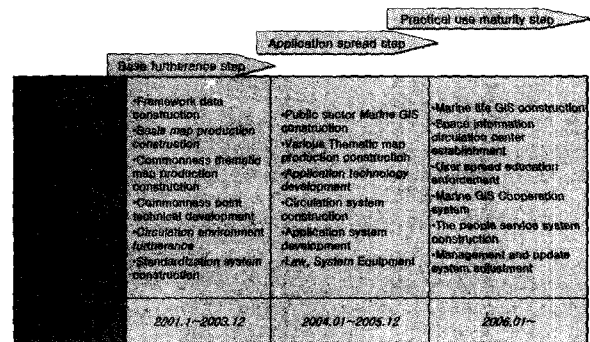 Practical use maturity step
Application spread step
Base furtherance step
•Framework data
construction
•Basis map production
construction
•Commonness thematic
map production
construction
•Commonness point
technical development
•Circulation environment
furtherance
•Standardization system
construction
•Public sector Marine GIS
construction
•Various Thematic map
production construction
•Application technology
development
•Circulation system
construction
•Application system
development
•Law, System Equipment
•Marine life GIS construction
•Space information
circulation center
establishment
•User spread education
enforcement
•Marine GIS Cooperation
system
•The people service system
construction
•Management and update
system adjustment
2001.1~2003.12
2004.01~2005.12
2006.01~